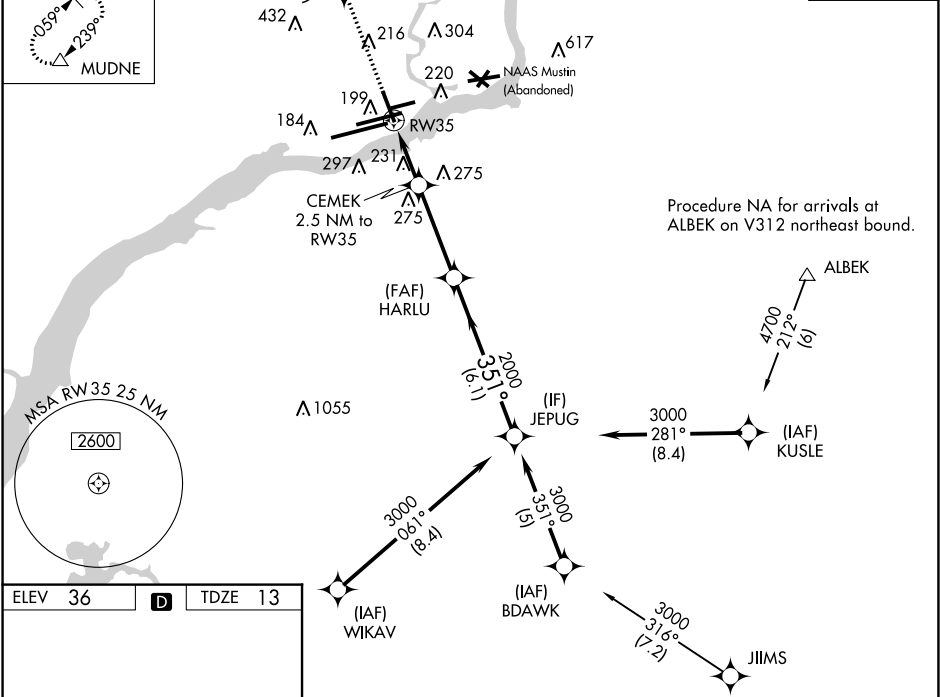 059°
239°
MUDNE
432
216
304
617
NAAS Mustin
(Abandoned)
220
199
184
RW35
297
231
275
CEMEK
2.5 NM to
RW35
275
Procedure NA for arrivals at
ALBEK on V312 northeast bound.
ALBEK
4700
212°
(6)
(FAF)
HARLU
2000
351°
(6.1)
MSA RW35 25 NM
2600
1055
(IF)
JEPUG
3000
281°
(8.4)
(IAF)
KUSLE
3000
061°
(8.4)
3000
351°
(5)
(IAF)
WIKAV
(IAF)
BDAWK
3000
316°
(7.2)
JIIMS
ELEV 36 D TDZE 13